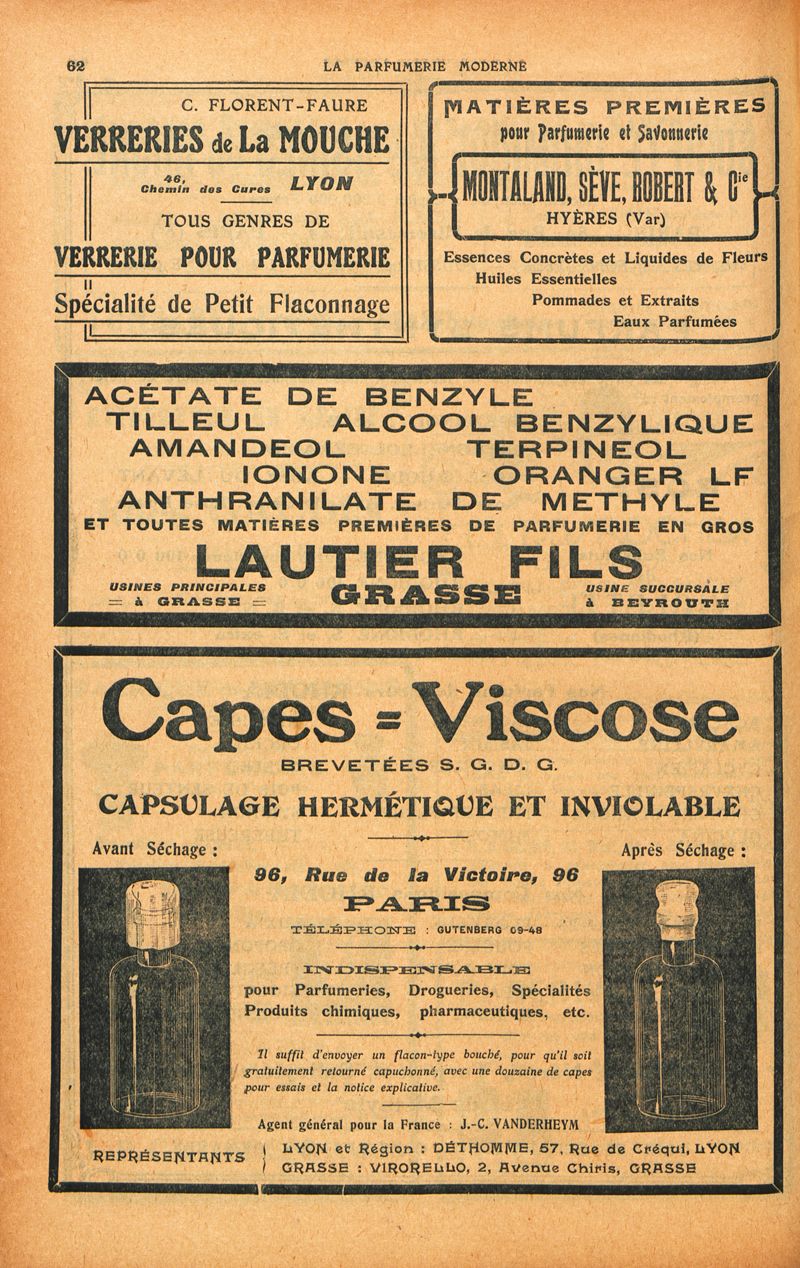 62
LA PARFUMERIE MODERNE
C. FLORENT-FAURE
VERRERIES de La MOUCHE
46,
Chemin des Cures LYON
TOUS GENRES DE
VERRERIE POUR PARFUMERIE
Spécialité de Petit Flaconnage
MATIÈRES PREMIÈRES
pour Parfumerie et Savonnerie
MONTALAND, SÈVE, ROBERT & Cie
HYÈRES (Var)
Essences Concrètes et Liquides de Fleurs
Huiles Essentielles
Pommades et Extraits
Eaux Parfumées
ACÉTATE DE BENZYLE
TILLEUL ALCOOL BENZYLIQUE
AMANDEOL TERPINEOL
IONONE ORANGER LF
ANTHRANILATE DE METHYLE
ET TOUTES MATIÈRES PREMIÈRES DE PARFUMERIE EN GROS
LAUTIER FILS
USINES PRINCIPALES
= à GRASSE =
GRASSE
USINE SUCCURSALE
à BEYROUTH
Capes = Viscose
BREVETÉES S. G. D. G.
CAPSULAGE HERMÉTIQUE ET INVIOLABLE
Avant Séchage :
Après Séchage :
96, Rue de la Victoire, 96
PARIS
TÉLÉPHONE : GUTENBERG 09-48
INDISPENSABLE
pour Parfumeries, Drogueries, Spécialités
Produits chimiques, pharmaceutiques, etc.
Il suffit d'envoyer un flacon-type bouché, pour qu'il soit
gratuitement retourné capuchonné, avec une douzaine de capes
pour essais et la notice explicative.
Agent général pour la France : J.-C. VANDERHEYM
REPRÉSENTANTS
LYON et Région : DÉTHOMME, 57, Rue de Créqui, LYON
GRASSE : VIRORELLO, 2, Avenue Chiris, GRASSE